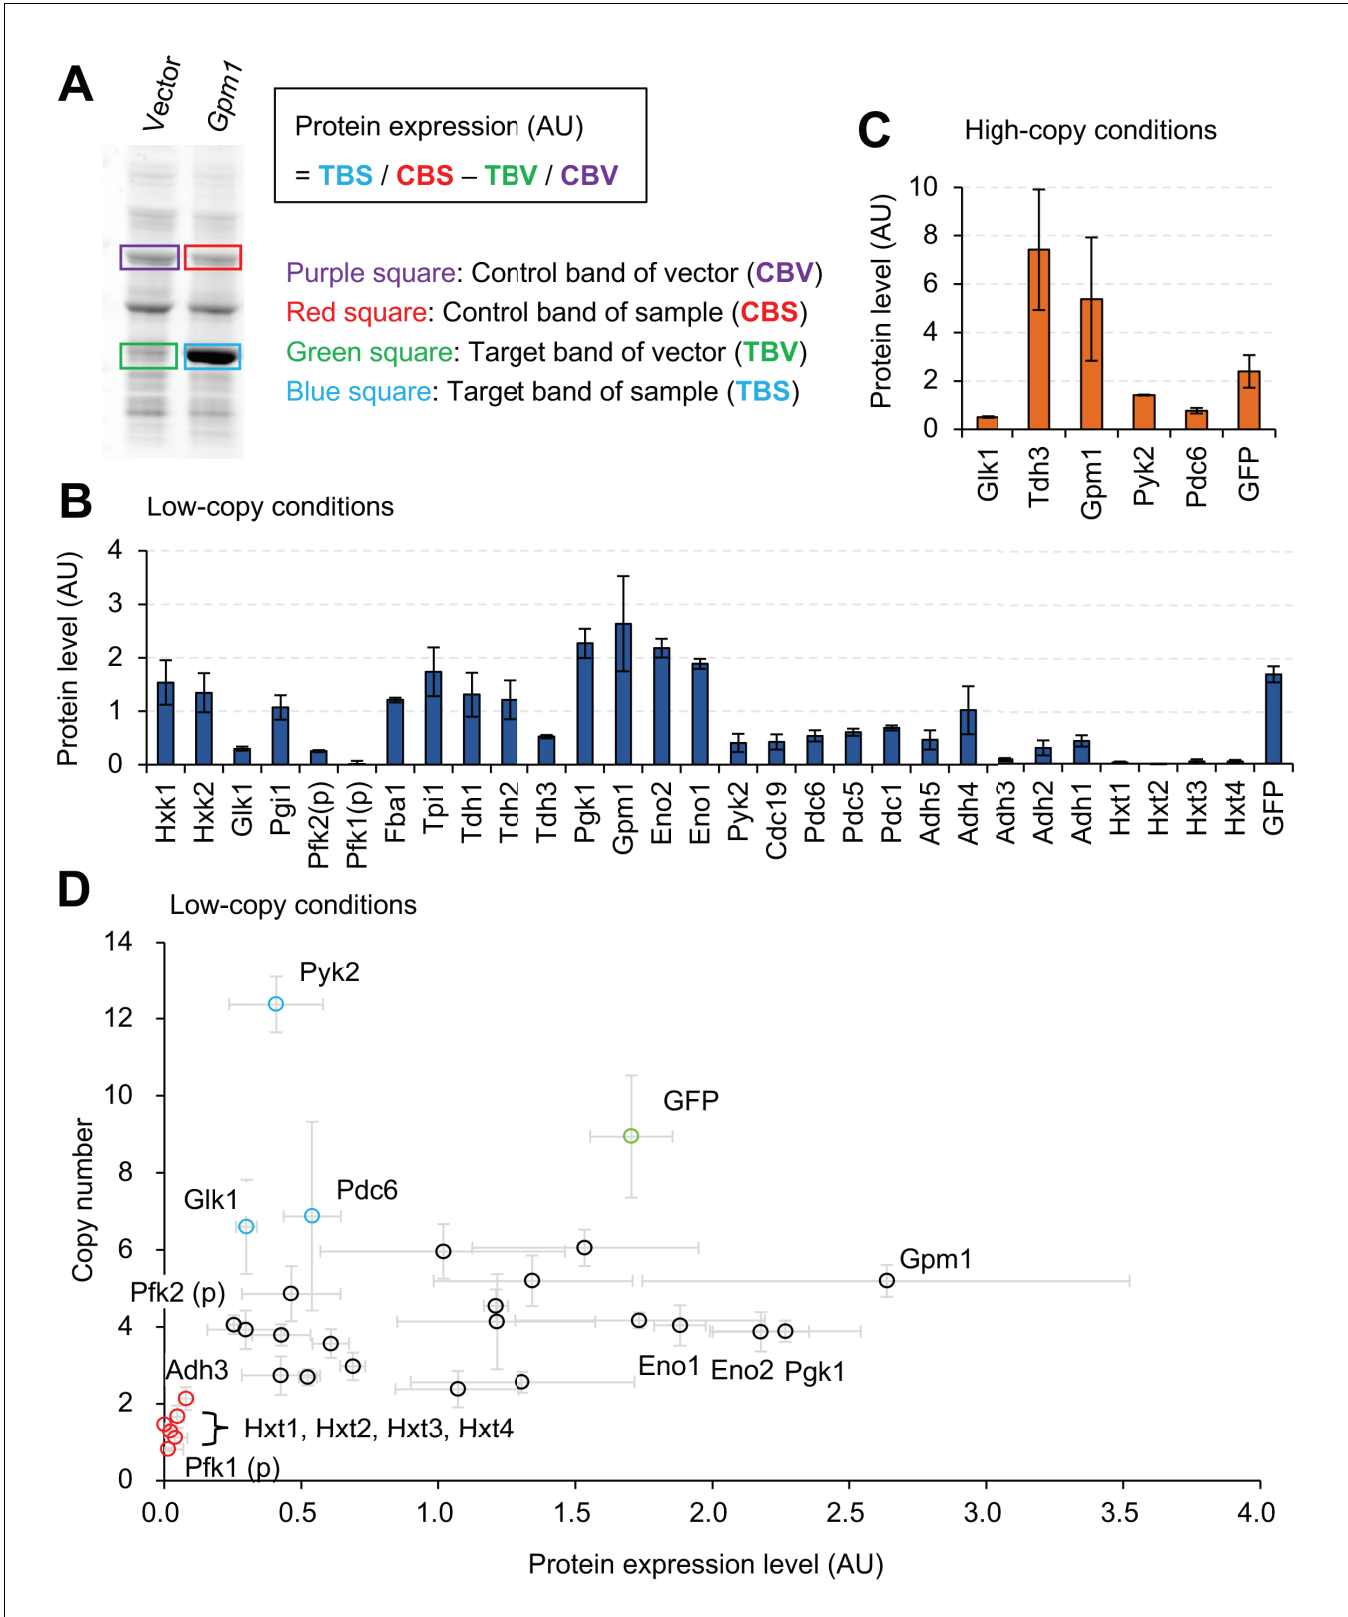 A
Vector
Gpm1
Protein expression (AU)
= TBS / CBS – TBV / CBV
Purple square: Control band of vector (CBV)
Red square: Control band of sample (CBS)
Green square: Target band of vector (TBV)
Blue square: Target band of sample (TBS)
C
High-copy conditions
Protein level (AU)
10
8
6
4
2
0
Glk1
Tdh3
Gpm1
Pyk2
Pdc6
GFP
B
Low-copy conditions
Protein level (AU)
4
3
2
1
0
Hxk1
Hxk2
Glk1
Pgi1
Pfk2(p)
Pfk1(p)
Fba1
Tpi1
Tdh1
Tdh2
Tdh3
Pgk1
Gpm1
Eno2
Eno1
Pyk2
Cdc19
Pdc6
Pdc5
Pdc1
Adh5
Adh4
Adh3
Adh2
Adh1
Hxt1
Hxt2
Hxt3
Hxt4
GFP
D
Low-copy conditions
Copy number
14
12
10
8
6
4
2
0
Pyk2
GFP
Glk1
Pdc6
Gpm1
Pfk2 (p)
Eno1
Eno2
Pgk1
Adh3
Hxt1, Hxt2, Hxt3, Hxt4
Pfk1 (p)
0.0
0.5
1.0
1.5
2.0
2.5
3.0
3.5
4.0
Protein expression level (AU)